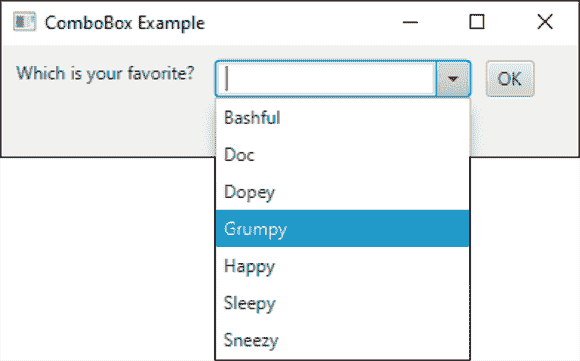 ComboBox Example
Which is your favorite? OK
Bashful
Doc
Dopey
Grumpy
Happy
Sleepy
Sneezy